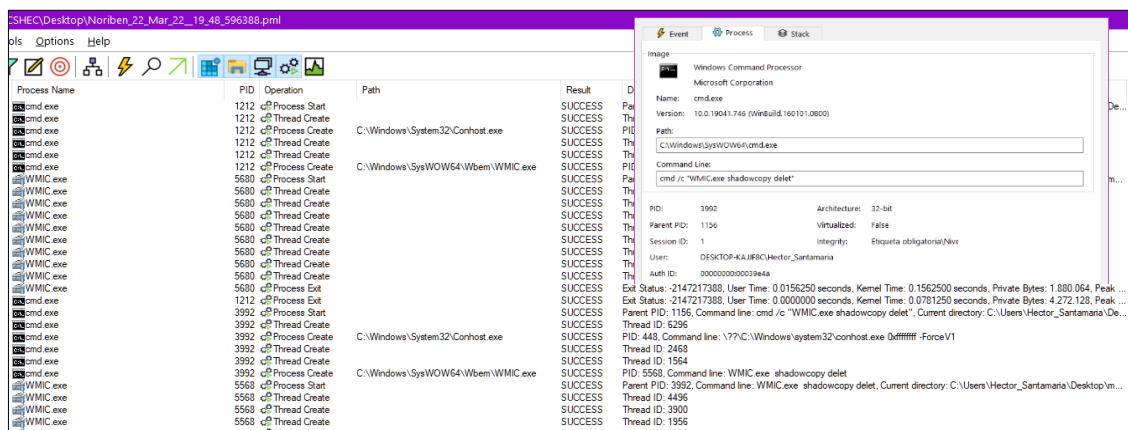 CSHEC\Desktop\Noriben_22_Mar_22__19_48_596388.pml
ols Options Help
Process Name PID Operation Path Result D
cmd.exe 1212 Process Start SUCCESS Pa De...
cmd.exe 1212 Thread Create SUCCESS Thr
cmd.exe 1212 Process Create C:\Windows\System32\Conhost.exe SUCCESS PID
cmd.exe 1212 Thread Create SUCCESS Thr
cmd.exe 1212 Thread Create SUCCESS Thr
cmd.exe 1212 Process Create C:\Windows\SysWOW64\Wbem\WMIC.exe SUCCESS PID
WMIC.exe 5680 Process Start SUCCESS Pa m...
WMIC.exe 5680 Thread Create SUCCESS Thr
WMIC.exe 5680 Thread Create SUCCESS Thr
WMIC.exe 5680 Thread Create SUCCESS Thr
WMIC.exe 5680 Thread Create SUCCESS Thr
WMIC.exe 5680 Thread Create SUCCESS Thr
WMIC.exe 5680 Thread Create SUCCESS Thr
WMIC.exe 5680 Thread Create SUCCESS Thr
WMIC.exe 5680 Process Exit SUCCESS Exit Status: -2147217388, User Time: 0.0156250 seconds, Kernel Time: 0.1562500 seconds, Private Bytes: 1.880.064, Peak ...
cmd.exe 1212 Process Exit SUCCESS Exit Status: -2147217388, User Time: 0.0000000 seconds, Kernel Time: 0.0781250 seconds, Private Bytes: 4.272.128, Peak ...
cmd.exe 3992 Process Start SUCCESS Parent PID: 1156, Command line: cmd /c "WMIC.exe shadowcopy delet", Current directory: C:\Users\Hector_Santamaria\De...
cmd.exe 3992 Thread Create SUCCESS Thread ID: 6296
cmd.exe 3992 Process Create C:\Windows\System32\Conhost.exe SUCCESS PID: 448, Command line: \??\C:\Windows\system32\conhost.exe 0xffffffff -ForceV1
cmd.exe 3992 Thread Create SUCCESS Thread ID: 2468
cmd.exe 3992 Thread Create SUCCESS Thread ID: 1564
cmd.exe 3992 Process Create C:\Windows\SysWOW64\Wbem\WMIC.exe SUCCESS PID: 5568, Command line: WMIC.exe shadowcopy delet
WMIC.exe 5568 Process Start SUCCESS Parent PID: 3992, Command line: WMIC.exe shadowcopy delet, Current directory: C:\Users\Hector_Santamaria\Desktop\m...
WMIC.exe 5568 Thread Create SUCCESS Thread ID: 4496
WMIC.exe 5568 Thread Create SUCCESS Thread ID: 3900
WMIC.exe 5568 Thread Create SUCCESS Thread ID: 1956
Event Process Stack
Image
Windows Command Processor
Microsoft Corporation
Name: cmd.exe
Version: 10.0.19041.746 (WinBuild.160101.0800)
Path:
C:\Windows\SysWOW64\cmd.exe
Command Line:
cmd /c "WMIC.exe shadowcopy delet"
PID: 3992 Architecture: 32-bit
Parent PID: 1156 Virtualized: False
Session ID: 1 Integrity: Etiqueta obligatoria\Nive
User: DESKTOP-KAJJF8C\Hector_Santamaria
Auth ID: 00000000:00039e4a